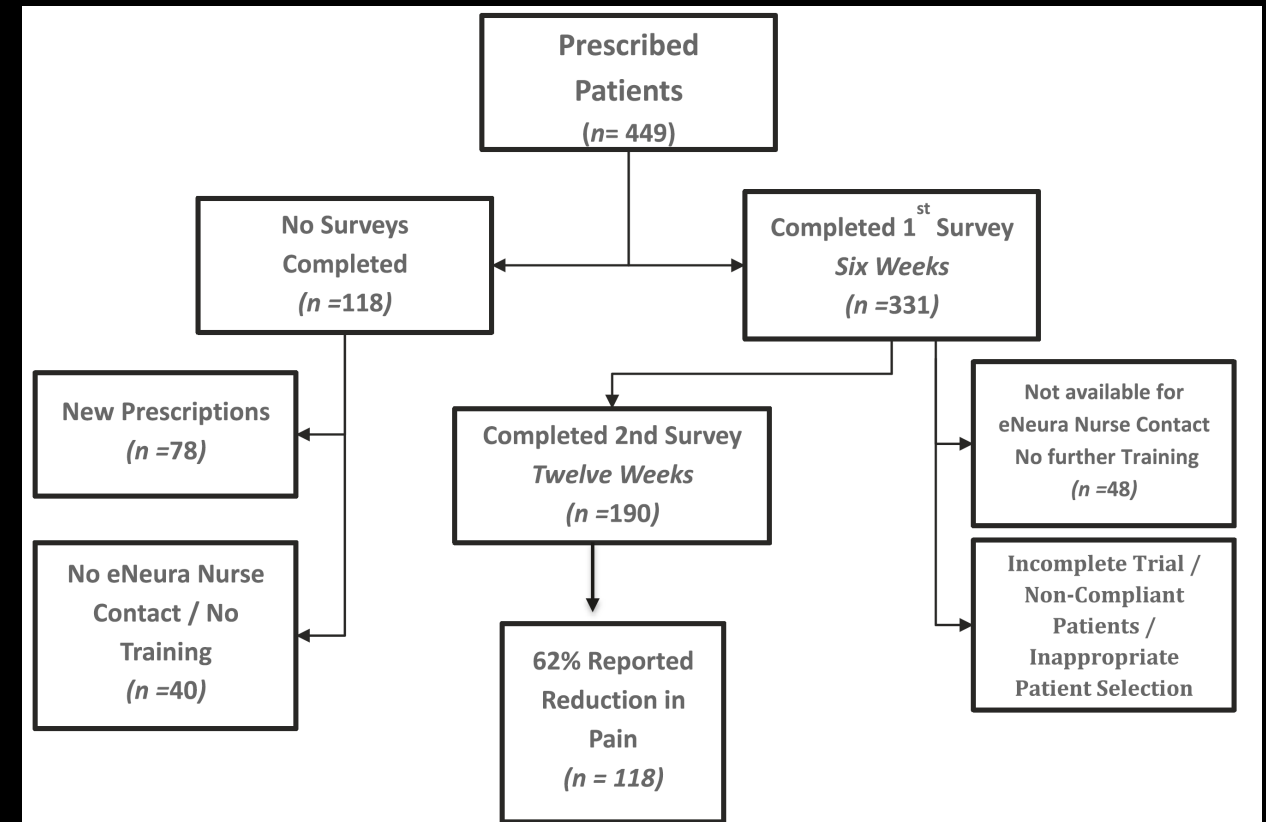 Prescribed
Patients
(n= 449)
No Surveys
Completed
(n =118)
Completed 1st Survey
Six Weeks
(n =331)
New Prescriptions
(n =78)
No eNeura Nurse
Contact / No
Training
(n =40)
Completed 2nd Survey
Twelve Weeks
(n =190)
62% Reported
Reduction in
Pain
(n = 118)
Not available for
eNeura Nurse Contact
No further Training
(n =48)
Incomplete Trial /
Non-Compliant
Patients /
Inappropriate
Patient Selection